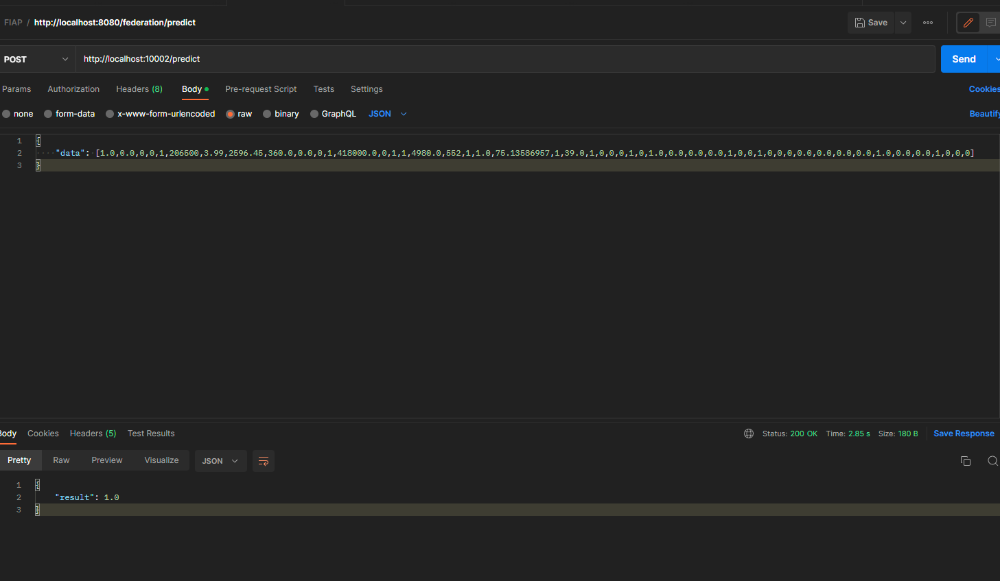 FIAP / http://localhost:8080/federation/predict Save
POST http://localhost:10002/predict Send
Params Authorization Headers (8) Body Pre-request Script Tests Settings Cookies
none form-data x-www-form-urlencoded raw binary GraphQL JSON Beautify
1 {
2 "data": [1.0,0.0,0,0,1,206500,3.99,2596.45,360.0,0.0,0,1,418000.0,0,1,1,4980.0,552,1,1.0,75.13586957,1,39.0,1,0,0,0,1,0,1.0,0.0,0.0,0.0,1,0,0,1,0,0,0,0.0,0.0,0.0,0.0,1.0,0.0,0.0,1,0,0,0]
3 }
Body Cookies Headers (5) Test Results Status: 200 OK Time: 2.85 s Size: 180 B Save Response
Pretty Raw Preview Visualize JSON
1 {
2 "result": 1.0
3 }